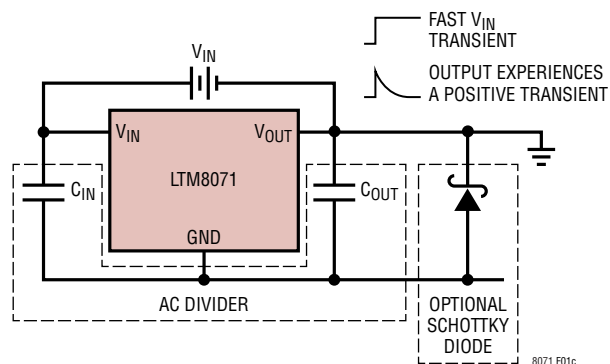 FAST VIN
TRANSIENT
VIN
OUTPUT EXPERIENCES
A POSITIVE TRANSIENT
VIN
VOUT
LTM8071
CIN
COUT
GND
AC DIVIDER
OPTIONAL
SCHOTTKY
DIODE
8071 F01c